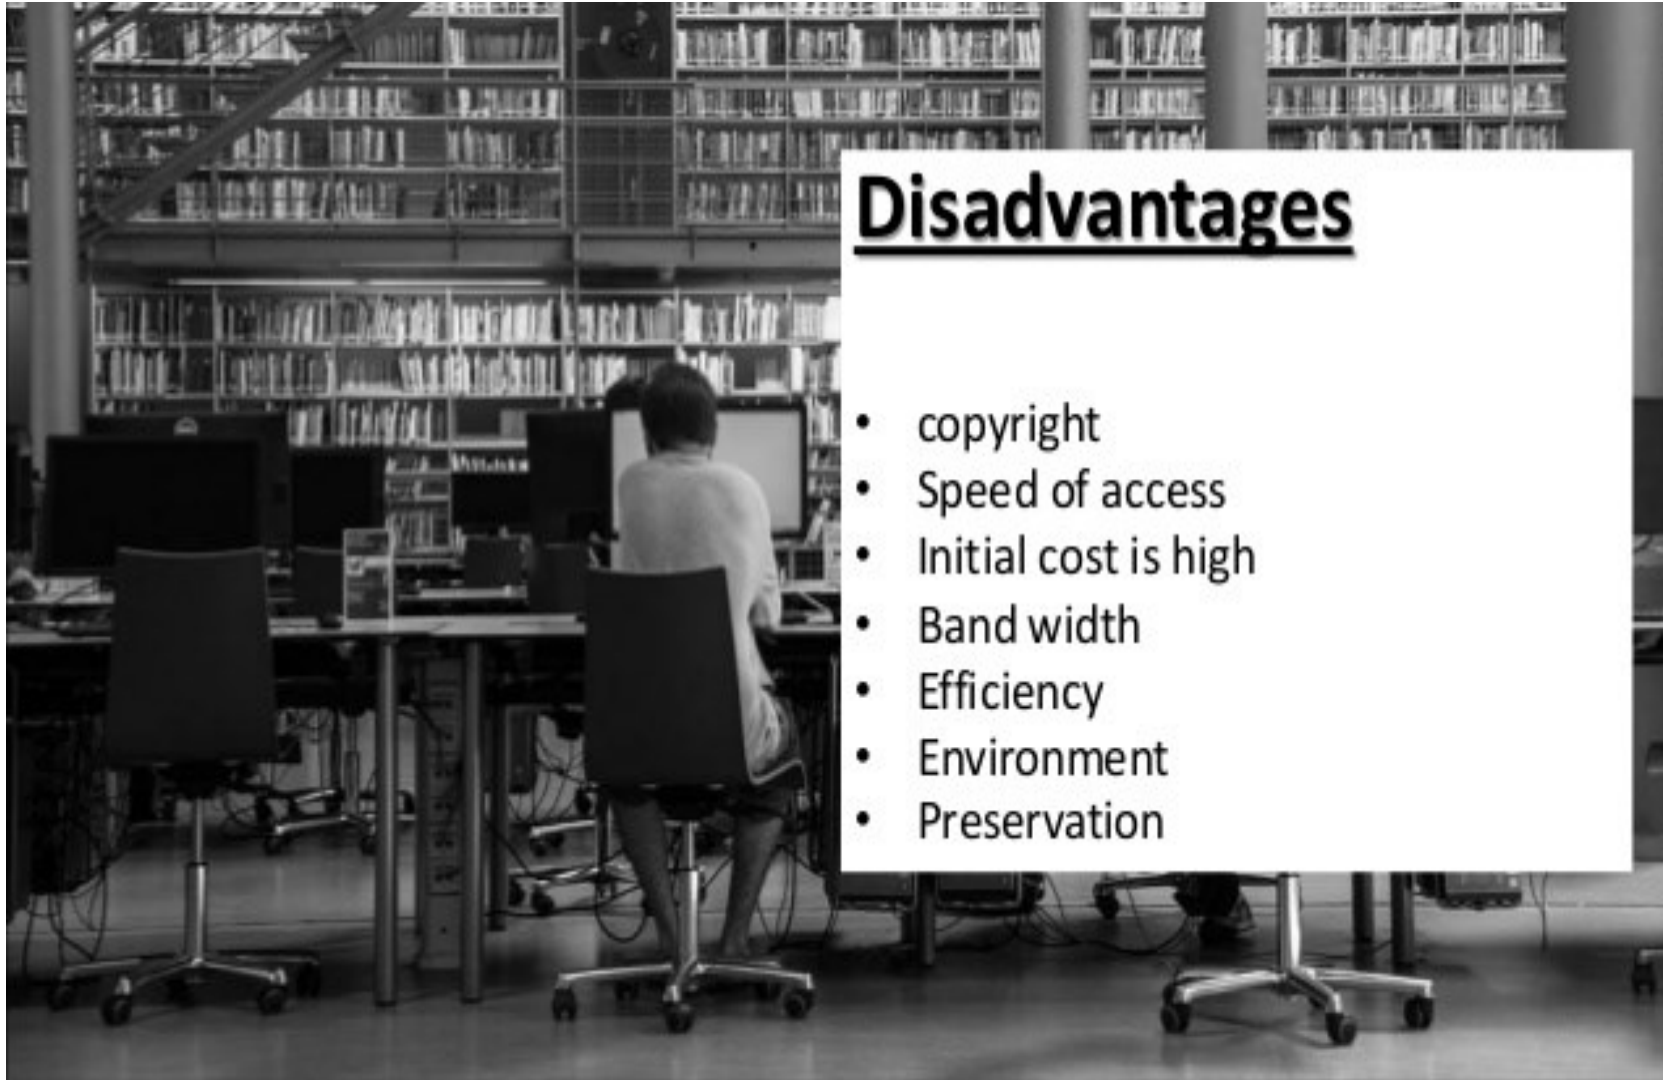 Disadvantages
• copyright
• Speed of access
• Initial cost is high
• Band width
• Efficiency
• Environment
• Preservation